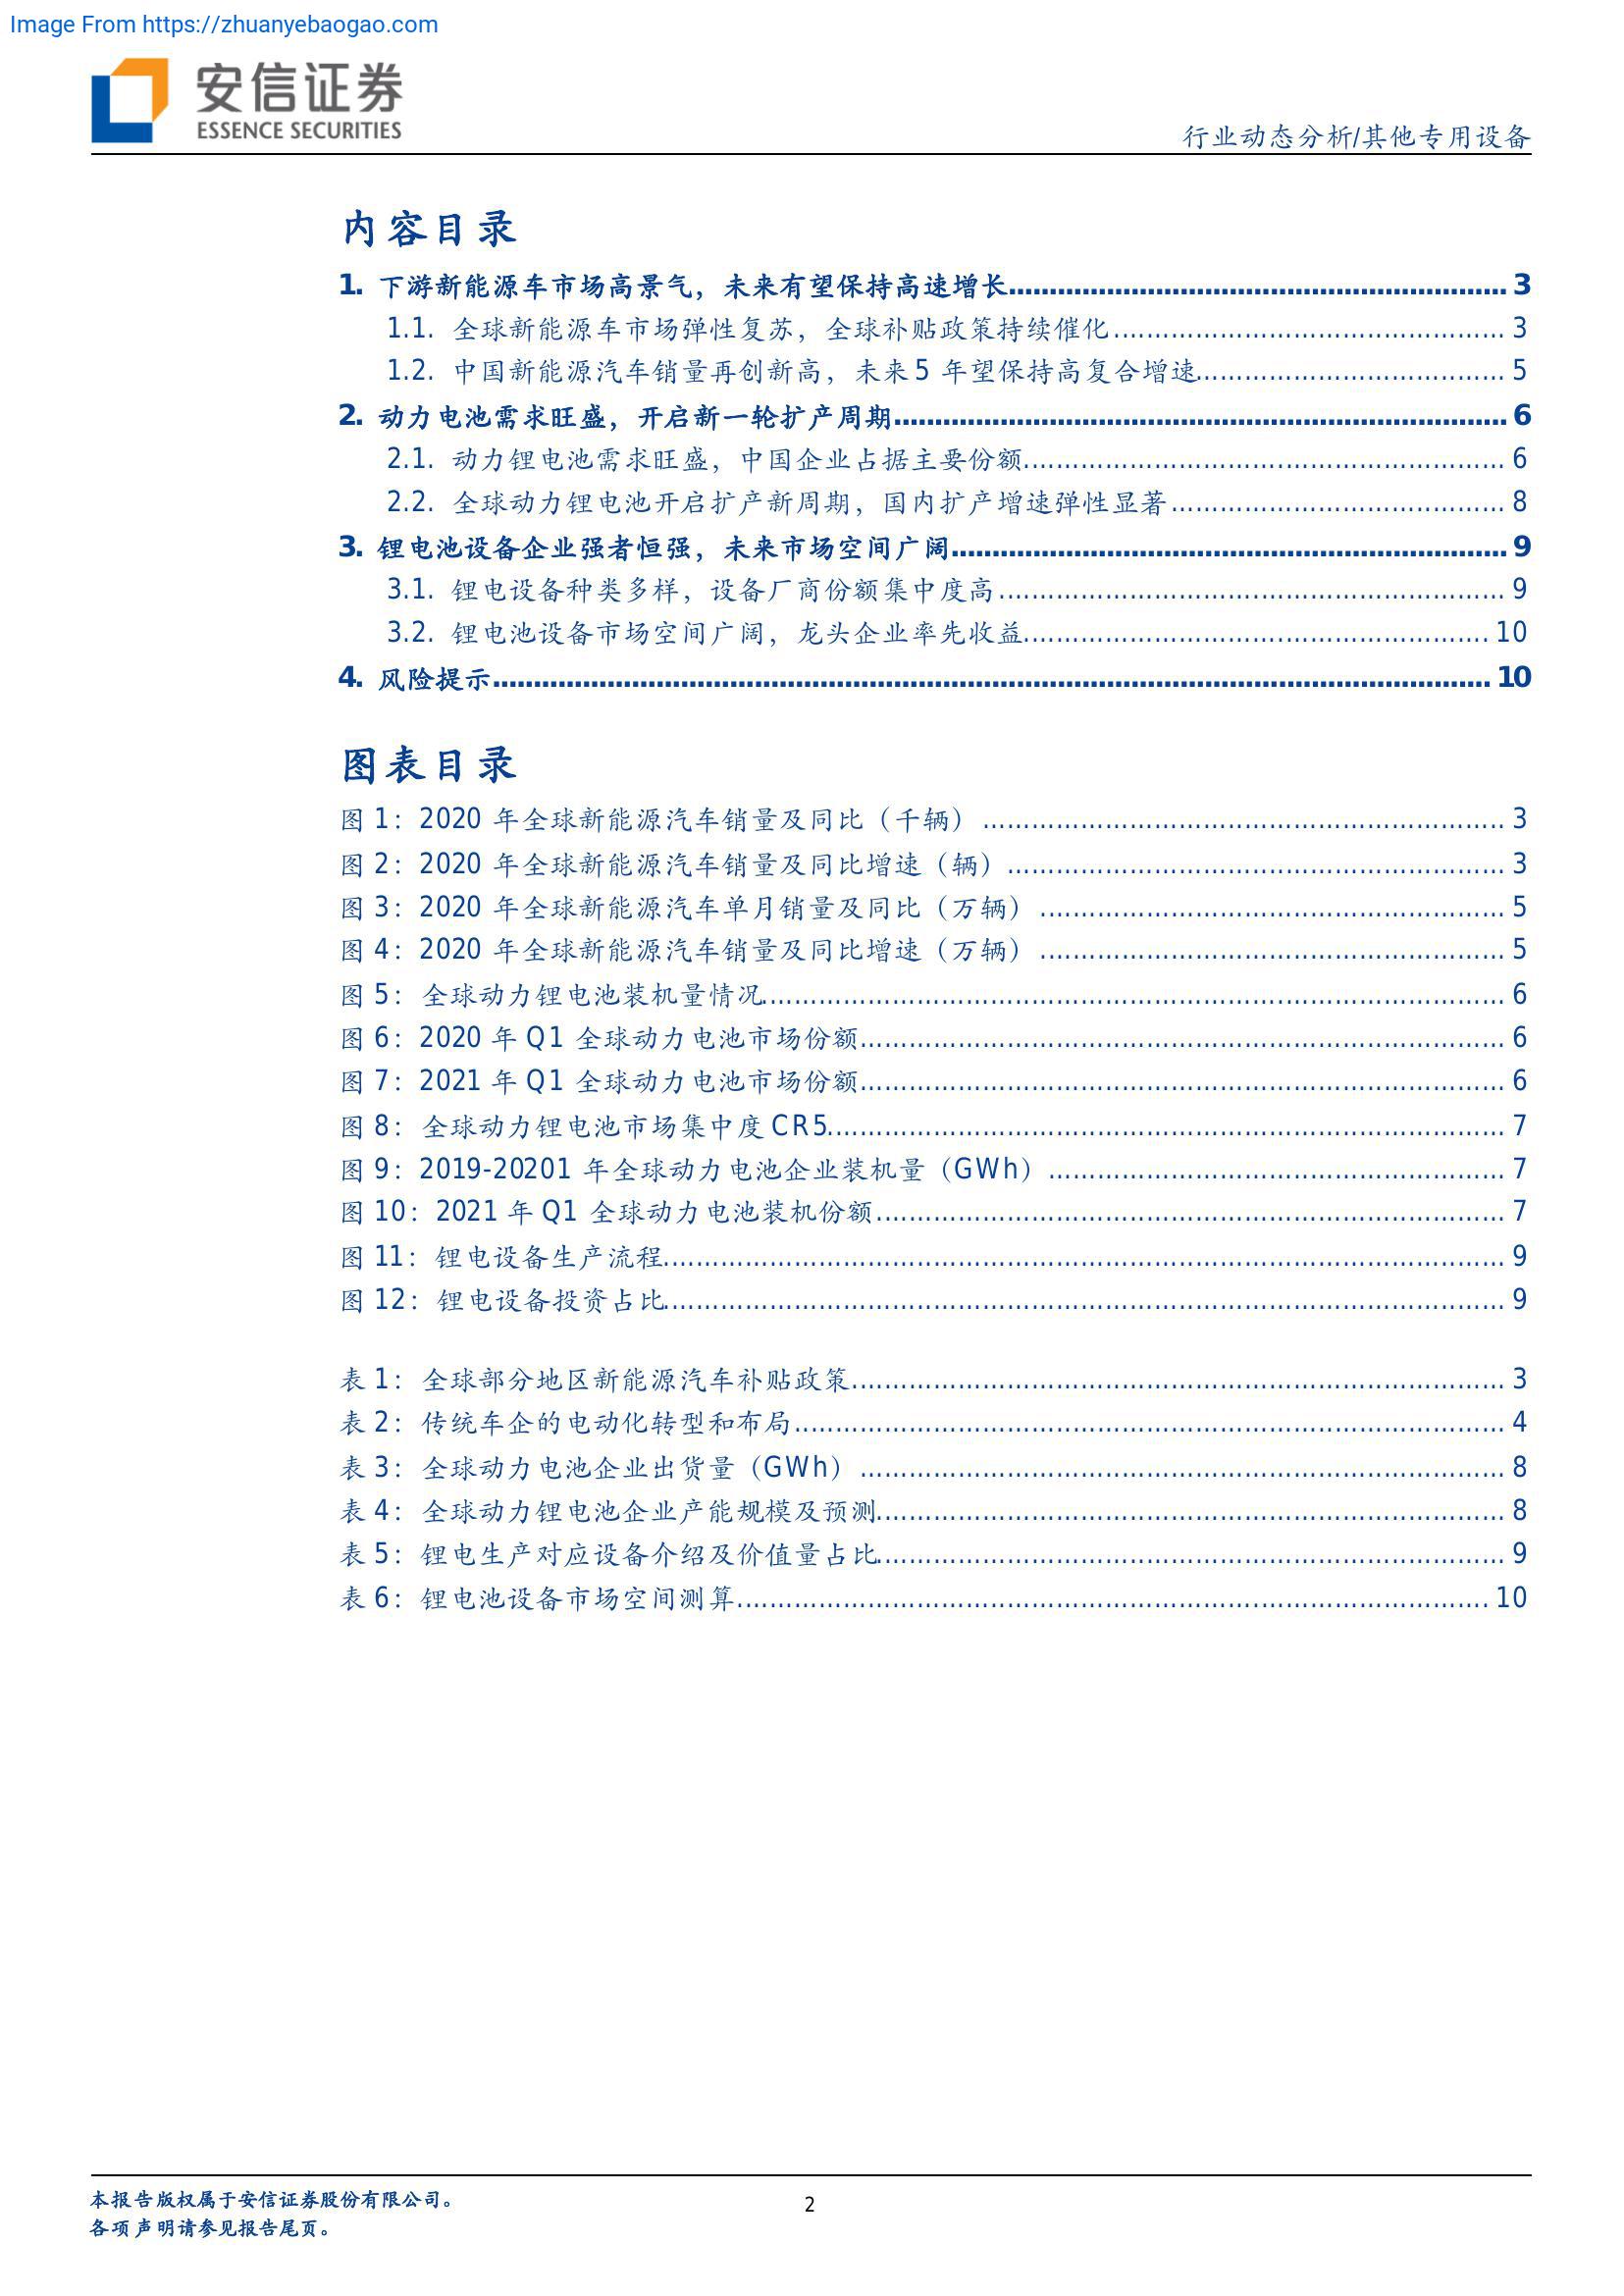 Image From https://zhuanyebaogao.com
安信证券
ESSENCE SECURITIES
行业动态分析/其他专用设备
内容目录
1. 下游新能源车市场高景气，未来有望保持高速增长 3
1.1. 全球新能源车市场弹性复苏，全球补贴政策持续催化 3
1.2. 中国新能源汽车销量再创新高，未来 5 年望保持高复合增速 5
2. 动力电池需求旺盛，开启新一轮扩产周期 6
2.1. 动力锂电池需求旺盛，中国企业占据主要份额 6
2.2. 全球动力锂电池开启扩产新周期，国内扩产增速弹性显著 8
3. 锂电池设备企业强者恒强，未来市场空间广阔 9
3.1. 锂电设备种类多样，设备厂商份额集中度高 9
3.2. 锂电池设备市场空间广阔，龙头企业率先收益 10
4. 风险提示 10
图表目录
图 1：2020 年全球新能源汽车销量及同比（千辆） 3
图 2：2020 年全球新能源汽车销量及同比增速（辆） 3
图 3：2020 年全球新能源汽车单月销量及同比（万辆） 5
图 4：2020 年全球新能源汽车销量及同比增速（万辆） 5
图 5：全球动力锂电池装机量情况 6
图 6：2020 年 Q1 全球动力电池市场份额 6
图 7：2021 年 Q1 全球动力电池市场份额 6
图 8：全球动力锂电池市场集中度 CR5 7
图 9：2019-20201 年全球动力电池企业装机量（GWh） 7
图 10：2021 年 Q1 全球动力电池装机份额 7
图 11：锂电设备生产流程 9
图 12：锂电设备投资占比 9
表 1：全球部分地区新能源汽车补贴政策 3
表 2：传统车企的电动化转型和布局 4
表 3：全球动力电池企业出货量（GWh） 8
表 4：全球动力锂电池企业产能规模及预测 8
表 5：锂电生产对应设备介绍及价值量占比 9
表 6：锂电池设备市场空间测算 10
本报告版权属于安信证券股份有限公司。
各项声明请参见报告尾页。
2